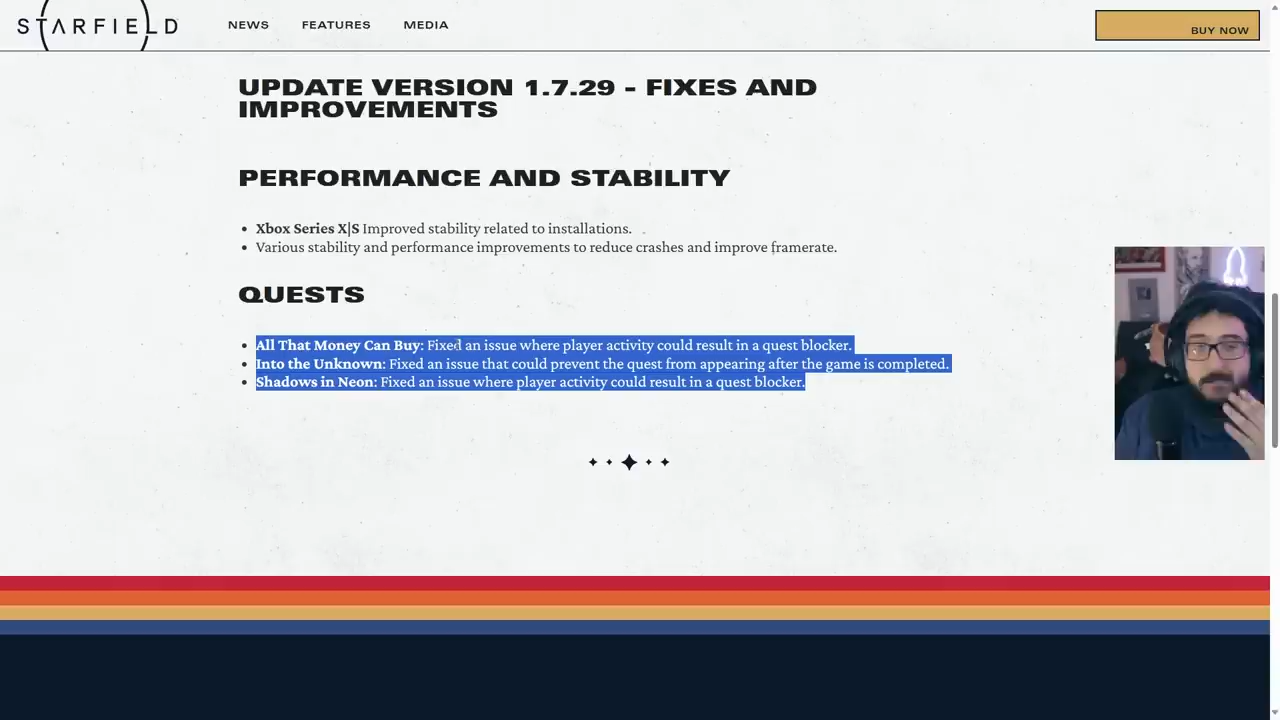 STARFIELD
NEWS FEATURES MEDIA BUY NOW
UPDATE VERSION 1.7.29 - FIXES AND
IMPROVEMENTS
PERFORMANCE AND STABILITY
Xbox Series X|S Improved stability related to installations.
Various stability and performance improvements to reduce crashes and improve framerate.
QUESTS
All That Money Can Buy: Fixed an issue where player activity could result in a quest blocker.
Into the Unknown: Fixed an issue that could prevent the quest from appearing after the game is completed.
Shadows in Neon: Fixed an issue where player activity could result in a quest blocker.